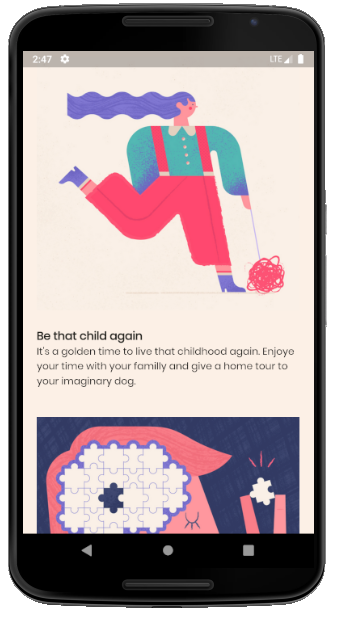 2:47 LTE
Be that child again
It's a golden time to live that childhood again. Enjoye
your time with your familly and give a home tour to
your imaginary dog.